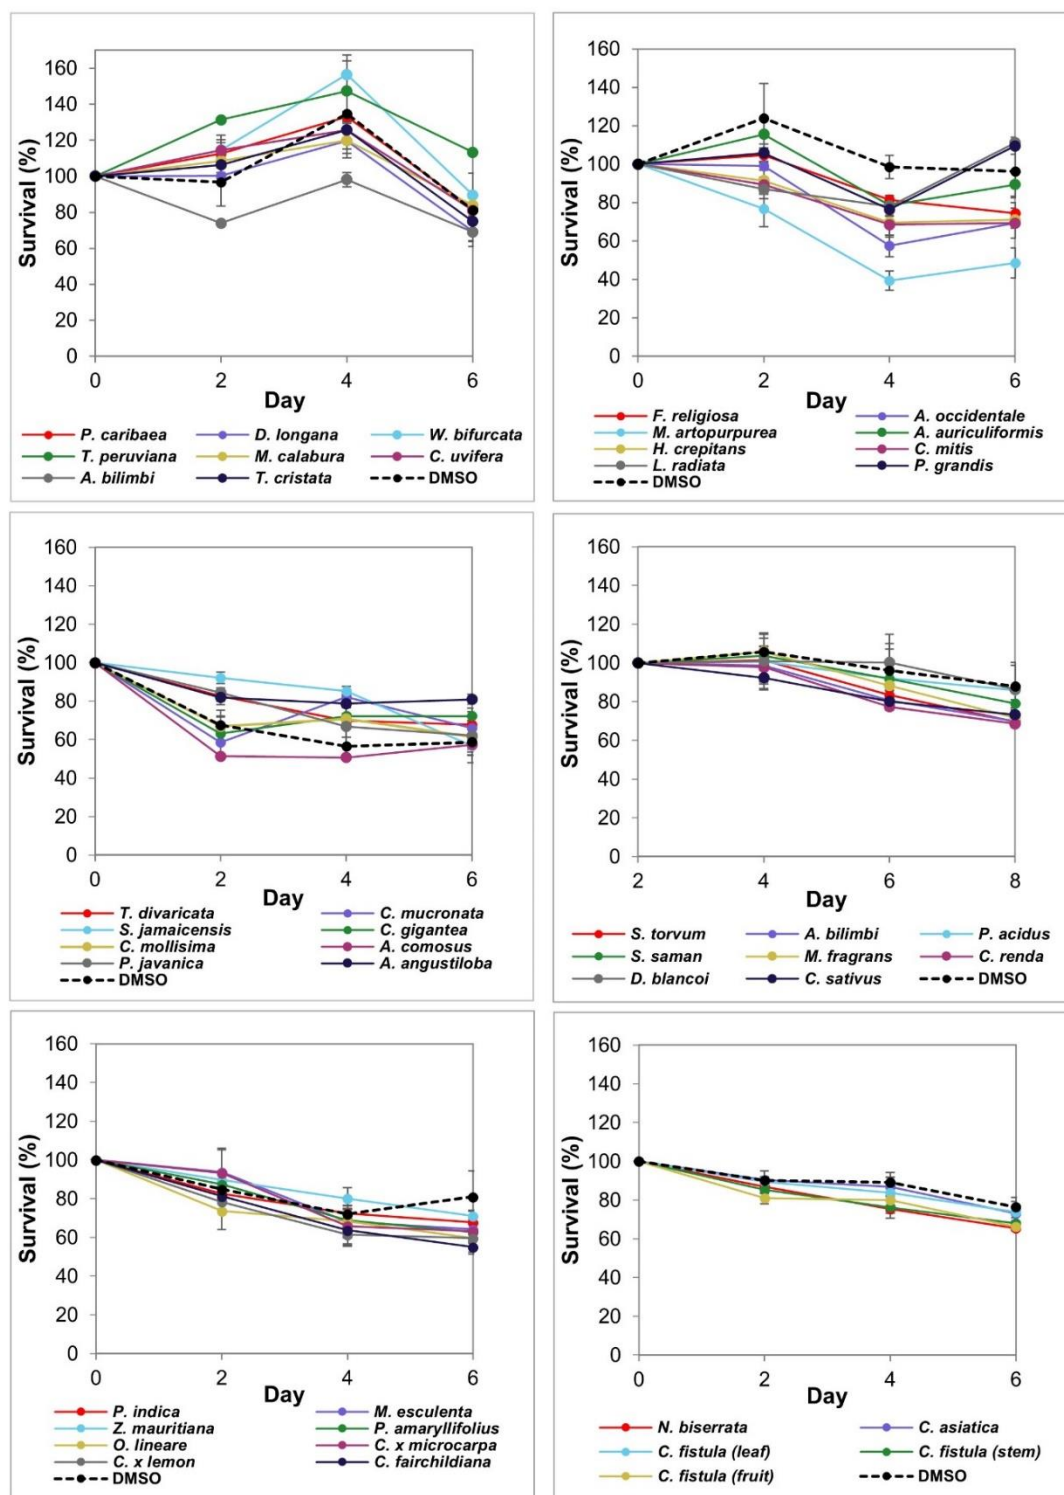 160
140
120
100
80
60
40
20
0
Survival (%)
0 2 4 6
Day
P. caribaea D. longana W. bifurcata
T. peruviana M. calabura C. uvifera
A. bilimbi T. cristata DMSO
160
140
120
100
80
60
40
20
0
Survival (%)
0 2 4 6
Day
F. religiosa A. occidentale
M. artopurpurea A. auriculiformis
H. crepitans C. mitis
L. radiata P. grandis
DMSO
160
140
120
100
80
60
40
20
0
Survival (%)
0 2 4 6
Day
T. divaricata C. mucronata
S. jamaicensis C. gigantea
C. mollisima A. comosus
P. javanica A. angustiloba
DMSO
160
140
120
100
80
60
40
20
0
Survival (%)
2 4 6 8
Day
S. torvum A. bilimbi P. acidus
S. saman M. fragrans C. renda
D. blancoi C. sativus DMSO
160
140
120
100
80
60
40
20
0
Survival (%)
0 2 4 6
Day
P. indica M. esculenta
Z. mauritiana P. amaryllifolius
O. lineare C. x microcarpa
C. x lemon C. fairchildiana
DMSO
160
140
120
100
80
60
40
20
0
Survival (%)
0 2 4 6
Day
N. biserrata C. asiatica
C. fistula (leaf) C. fistula (stem)
C. fistula (fruit) DMSO